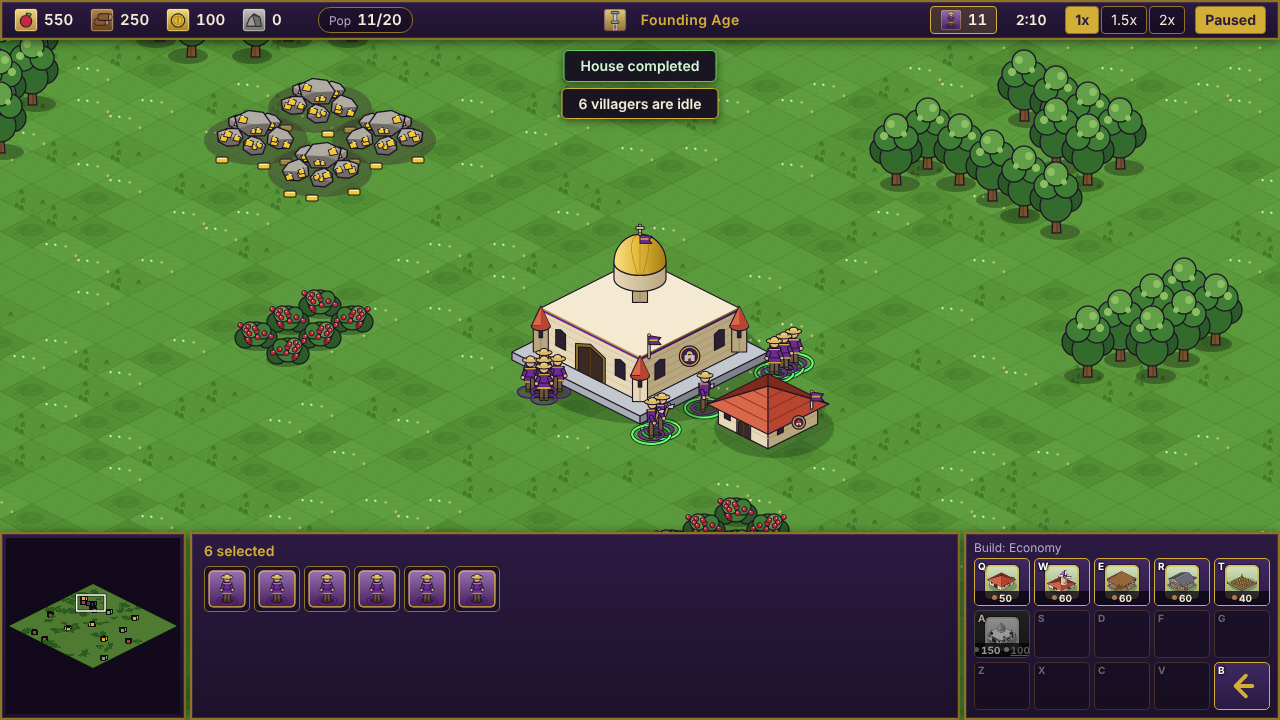 550 250 100 0 Pop 11/20 Founding Age 11 2:10 1x 1.5x 2x Paused
House completed
6 villagers are idle
6 selected
Build: Economy
Q W E R T
50 60 60 60 40
A S D F G
150 100
Z X C V B